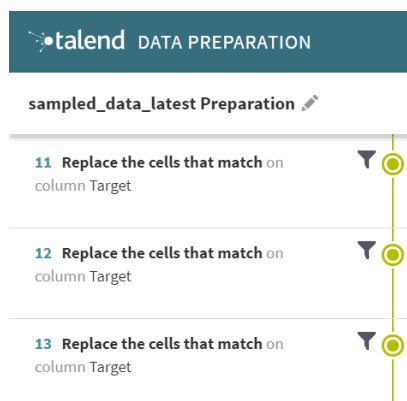 talend DATA PREPARATION
sampled_data_latest Preparation
11 Replace the cells that match on
column Target
12 Replace the cells that match on
column Target
13 Replace the cells that match on
column Target